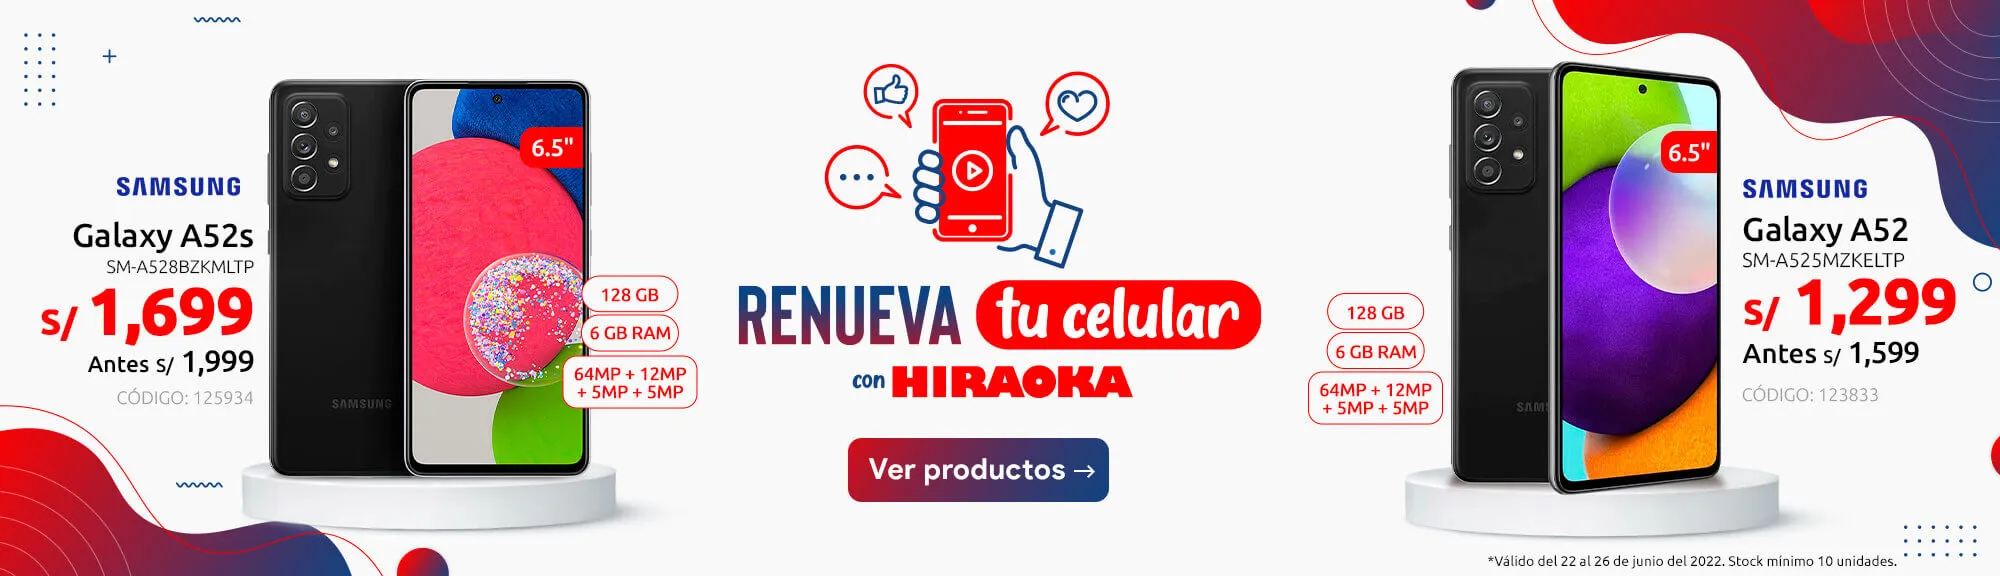 SAMSUNG
Galaxy A52s
SM-A528BZKMLTP
S/ 1,699
Antes S/ 1,999
CÓDIGO: 125934
SAMSUNG
6.5"
128 GB
6 GB RAM
64MP + 12MP
+ 5MP + 5MP
RENUEVA tu celular
con HIRAOKA
Ver productos →
128 GB
6 GB RAM
64MP + 12MP
+ 5MP + 5MP
SAM
6.5"
SAMSUNG
Galaxy A52
SM-A525MZKELTP
S/ 1,299
Antes S/ 1,599
CÓDIGO: 123833
*Válido del 22 al 26 de junio del 2022. Stock mínimo 10 unidades.